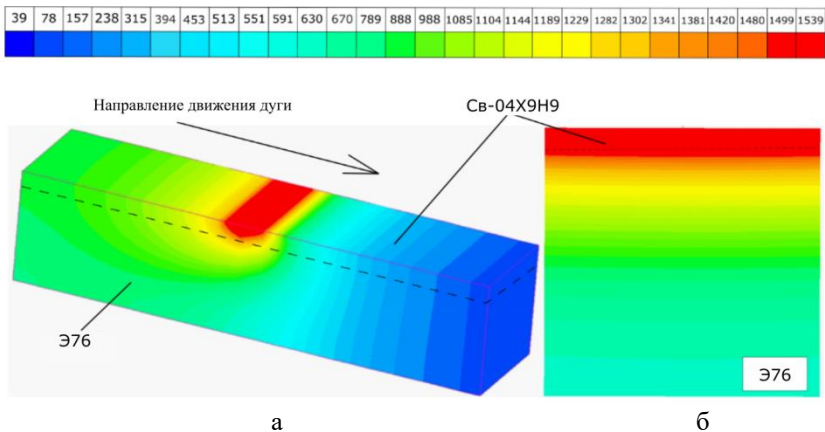 39 78 157 238 315 394 453 513 551 591 630 670 789 888 988 1085 1104 1144 1189 1229 1282 1302 1341 1381 1420 1480 1499 1539
Направление движения дуги
Св-04Х9Н9
Э76
Э76
а б